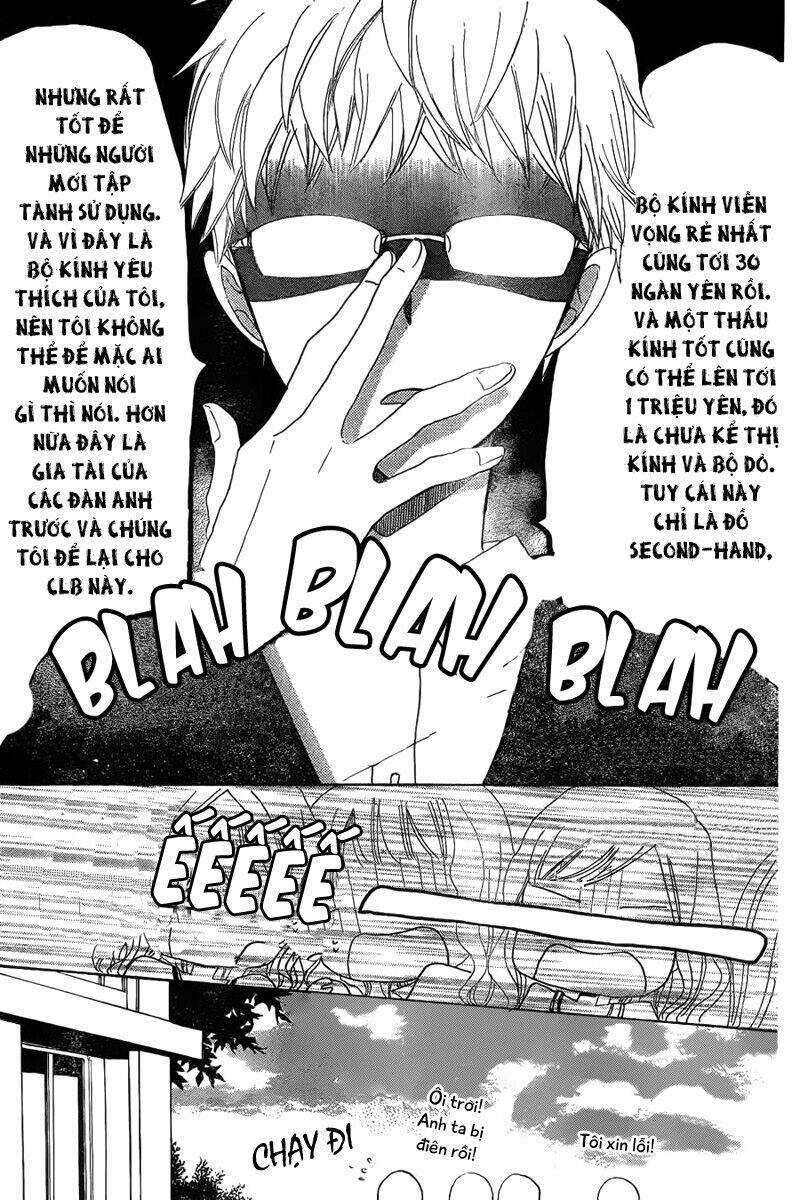 BỘ KÍNH VIỄN
VỌNG RẺ NHẤT
CŨNG TỚI 30
NGÀN YÊN RỒI.
VÀ MỘT THẤU
KÍNH TỐT CŨNG
CÓ THỂ LÊN TỚI
1 TRIỆU YÊN, ĐÓ
LÀ CHƯA KỂ THỊ
KÍNH VÀ BỘ DÒ.
TUY CÁI NÀY
CHỈ LÀ ĐỒ
SECOND-HAND,
NHƯNG RẤT
TỐT ĐỂ
NHỮNG NGƯỜI
MỚI TẬP
TÀNH SỬ DỤNG.
VÀ VÌ ĐÂY LÀ
BỘ KÍNH YÊU
THÍCH CỦA TÔI,
NÊN TÔI KHÔNG
THỂ ĐỂ MẶC AI
MUỐN NÓI
GÌ THÌ NÓI. HƠN
NỮA ĐÂY LÀ
GIA TÀI CỦA
CÁC ĐÀN ANH
TRƯỚC VÀ CHÚNG
TÔI ĐỂ LẠI CHO
CLB NÀY.
BLAH BLAH BLAH
ẾẾẾẾẾ
Tôi xin lỗi!
Ôi trời!
Anh ta bị
điên rồi!
CHẠY ĐI